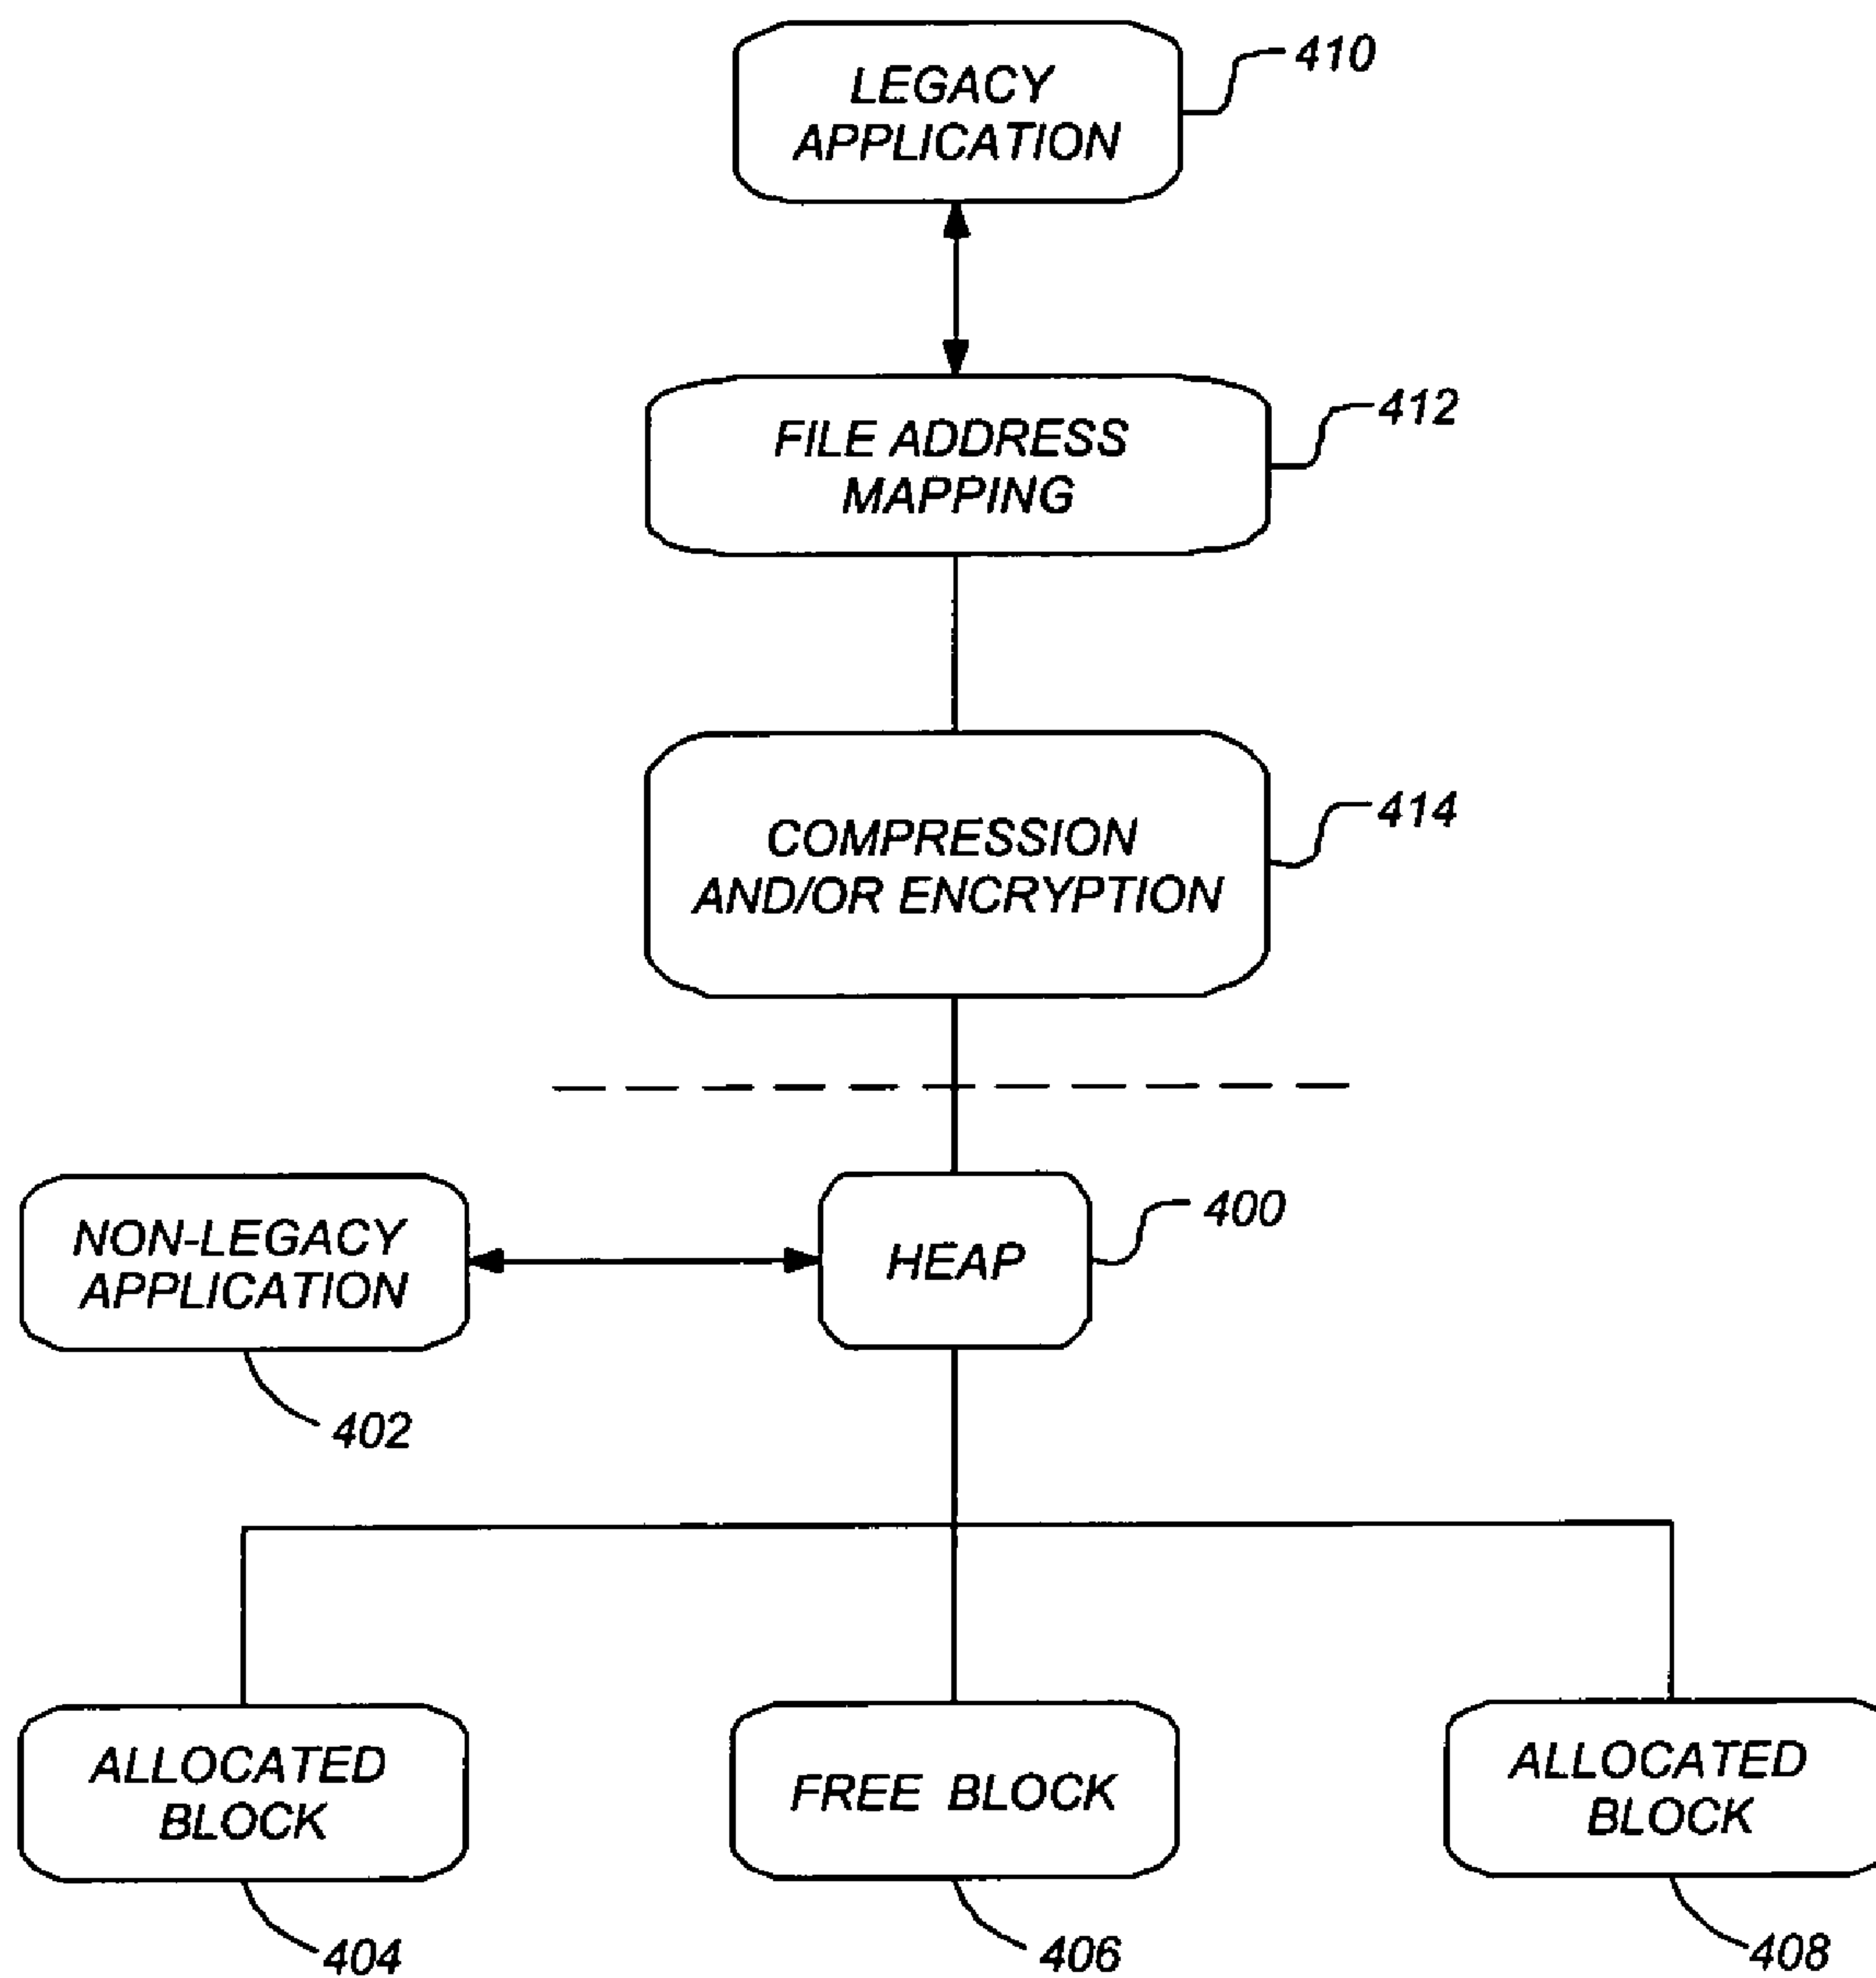 LEGACY
APPLICATION
410
FILE ADDRESS
MAPPING
412
COMPRESSION
AND/OR ENCRYPTION
414
NON-LEGACY
APPLICATION
402
HEAP
400
ALLOCATED
BLOCK
404
FREE BLOCK
406
ALLOCATED
BLOCK
408